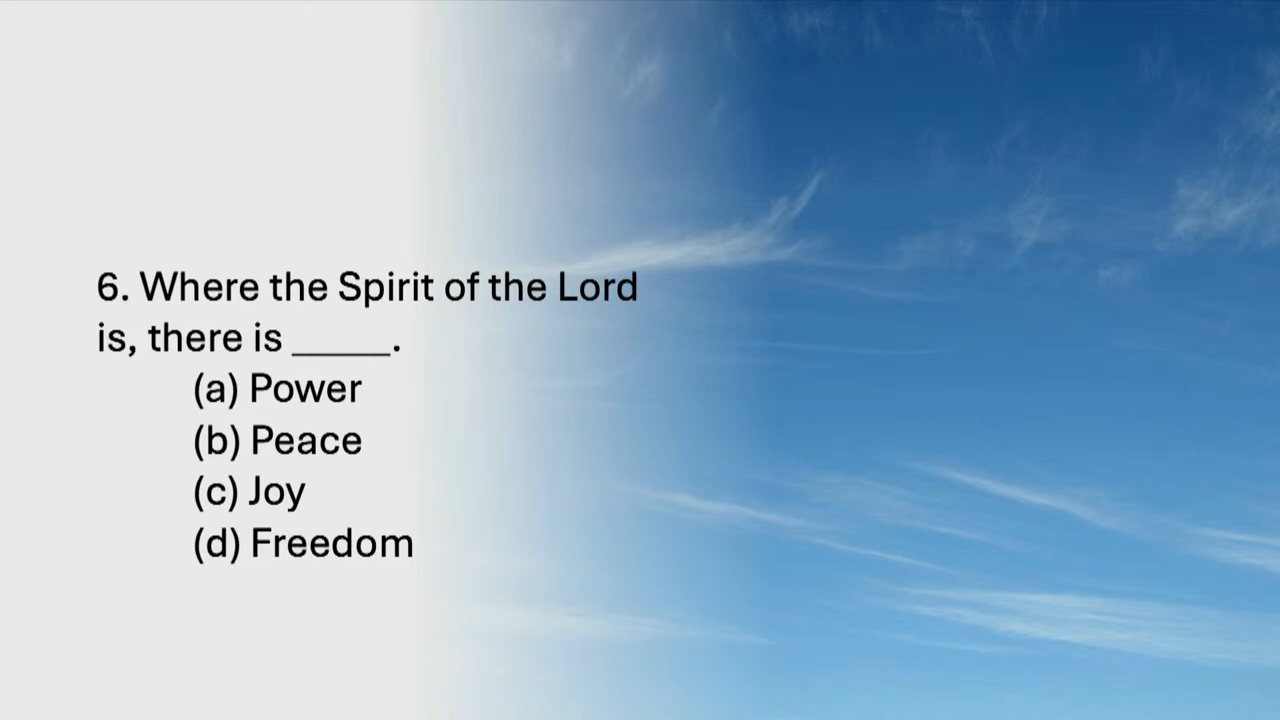 6. Where the Spirit of the Lord
is, there is _____.
(a) Power
(b) Peace
(c) Joy
(d) Freedom